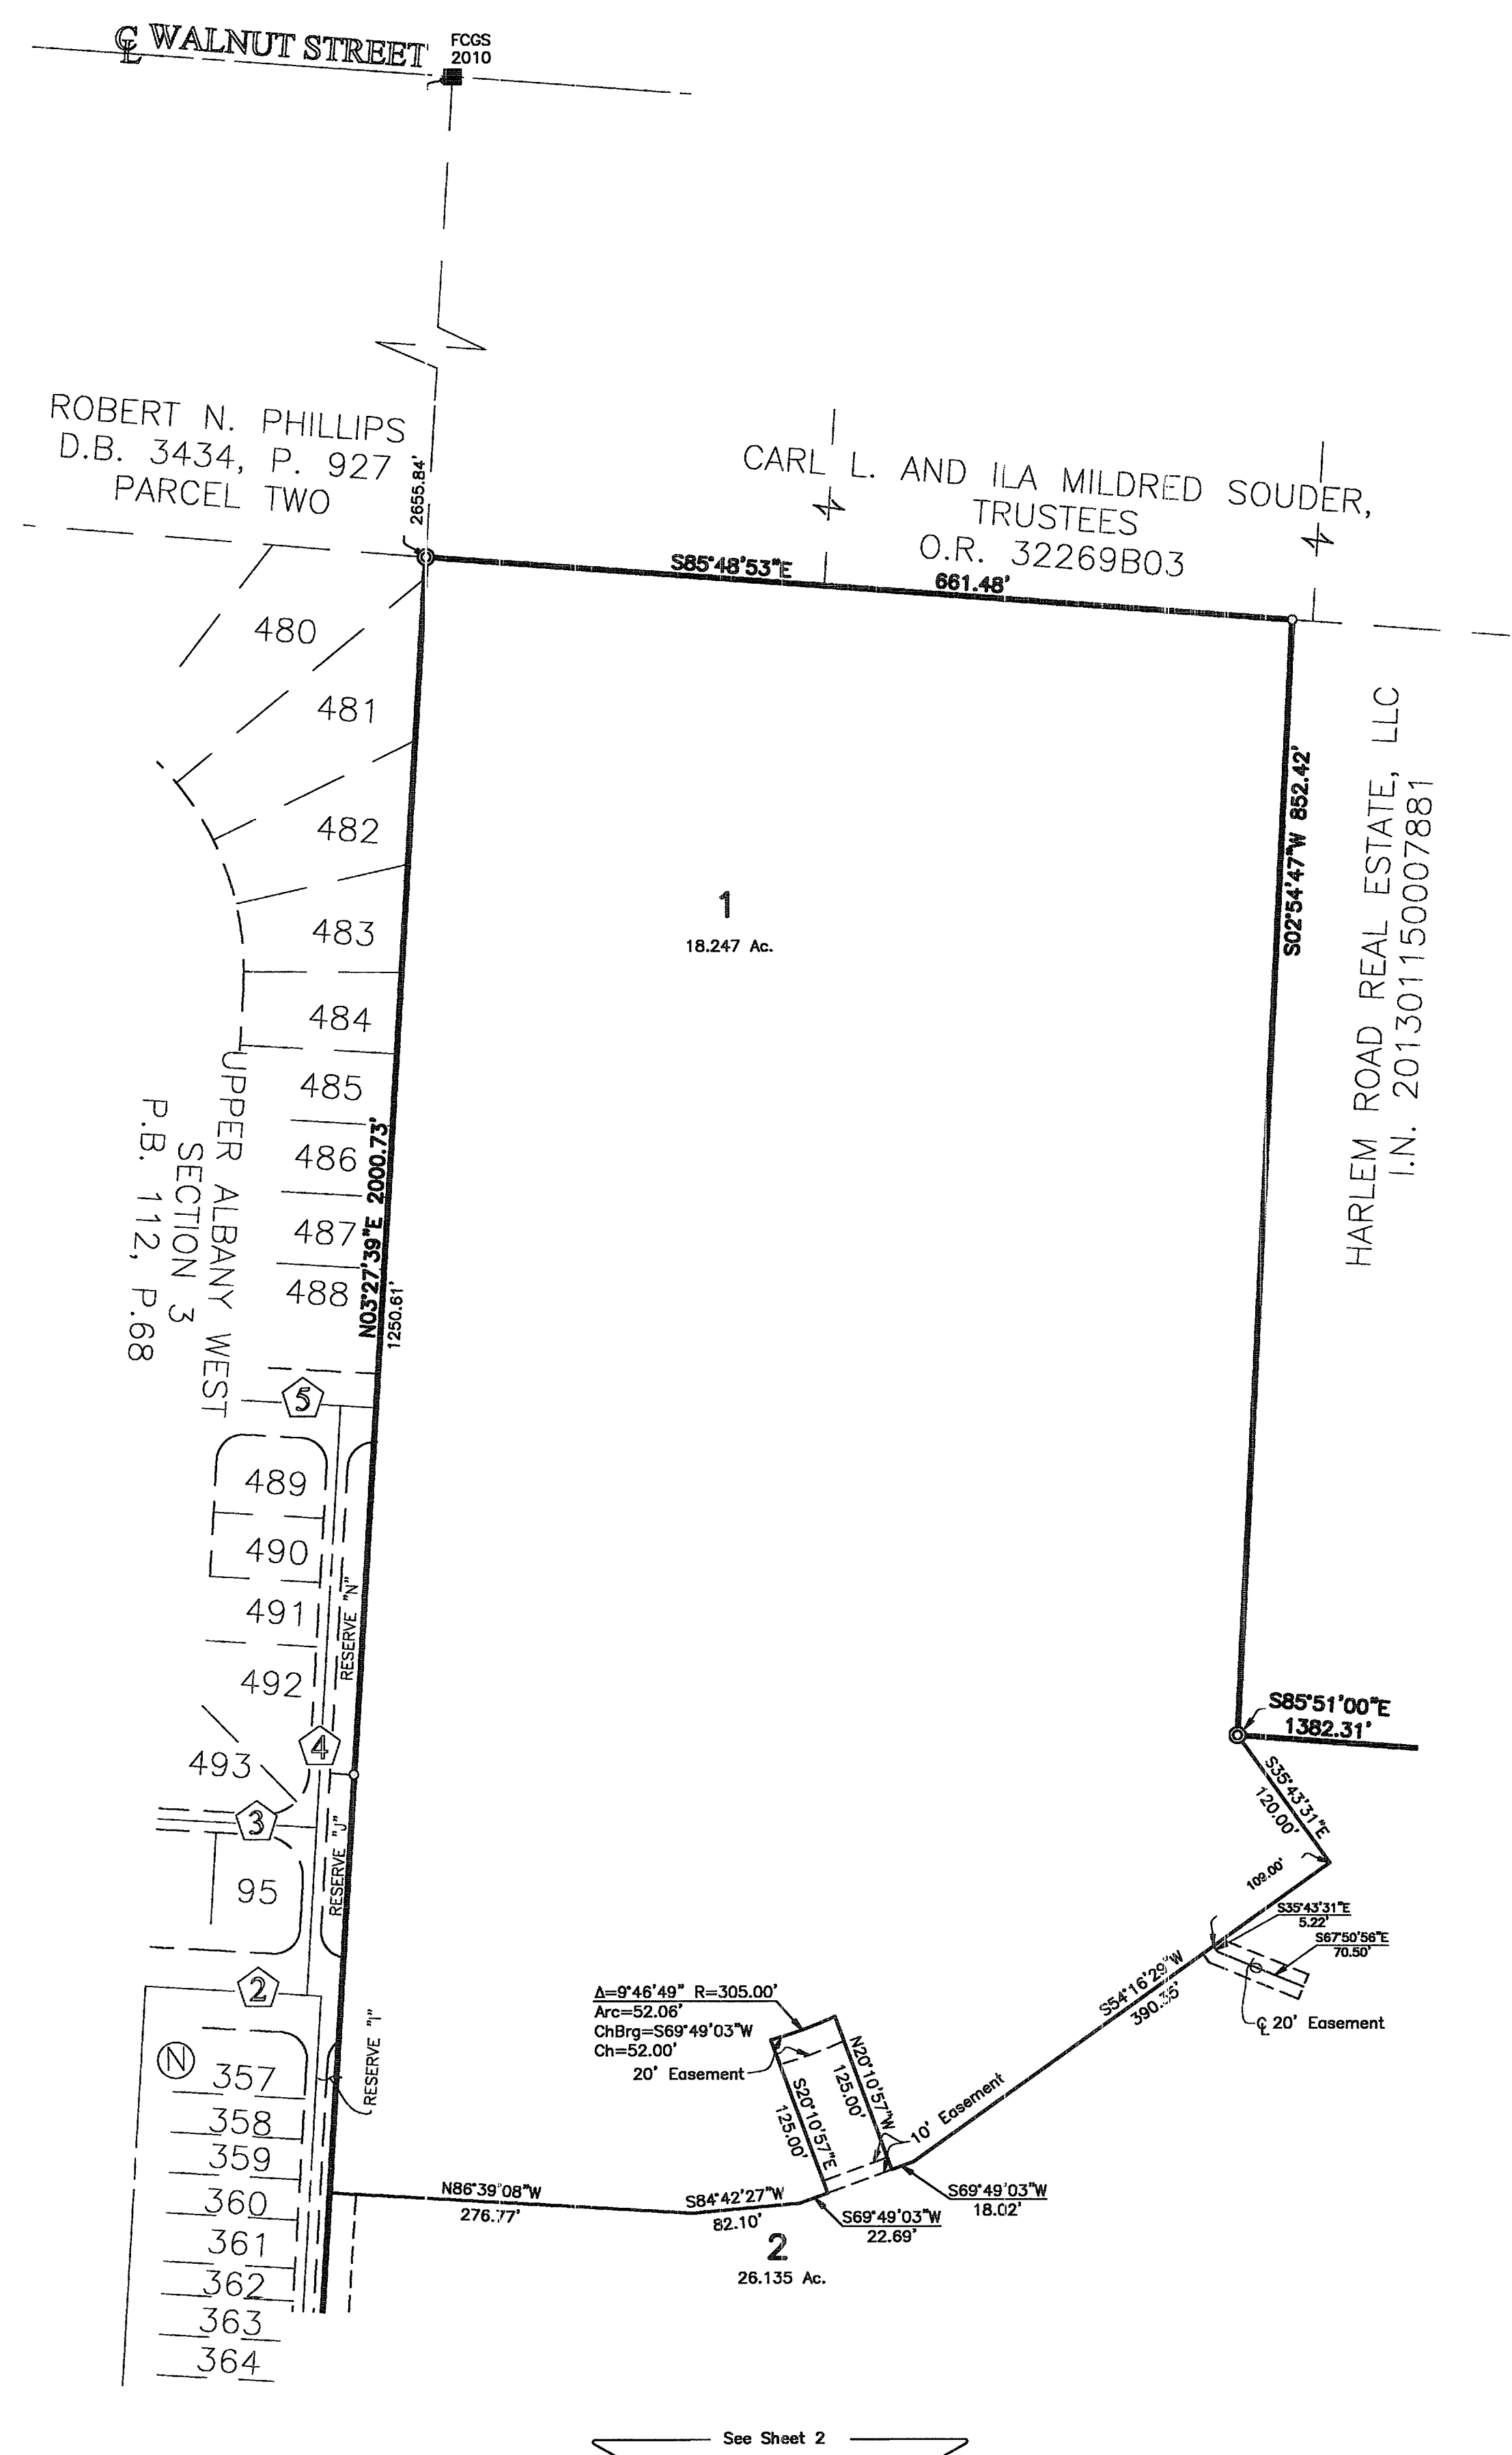 ℄ WALNUT STREET
FCGS
2010
ROBERT N. PHILLIPS
D.B. 3434, P. 927
PARCEL TWO
2655.84'
CARL L. AND ILA MILDRED SOUDER,
TRUSTEES
O.R. 32269B03
S85°48'53"E
661.48'
480
481
482
483
484
485
486
487
488
UPPER ALBANY WEST
SECTION 3
P.B. 112, P.68
N03°27'39"E 2000.73'
1250.61'
1
18.247 Ac.
S02°54'47"W 852.42'
HARLEM ROAD REAL ESTATE, LLC
I.N. 201301150007881
5
489
490
491
492
493
RESERVE "N"
4
3
RESERVE "J"
95
2
N
RESERVE "I"
357
358
359
360
361
362
363
364
S85°51'00"E
1382.31'
S35°43'31"E
120.00'
109.00'
S35°43'31"E
5.22'
S67°50'56"E
70.50'
℄ 20' Easement
S54°16'29"W
Δ=9°46'49" R=305.00'
Arc=52.06'
ChBrg=S69°49'03"W
Ch=52.00'
20' Easement
N20°10'57"W
125.00'
S20°10'57"E
125.00'
10' Easement
S69°49'03"W
18.02'
S69°49'03"W
22.69'
N86°39'08"W
276.77'
S84°42'27"W
82.10'
2
26.135 Ac.
See Sheet 2